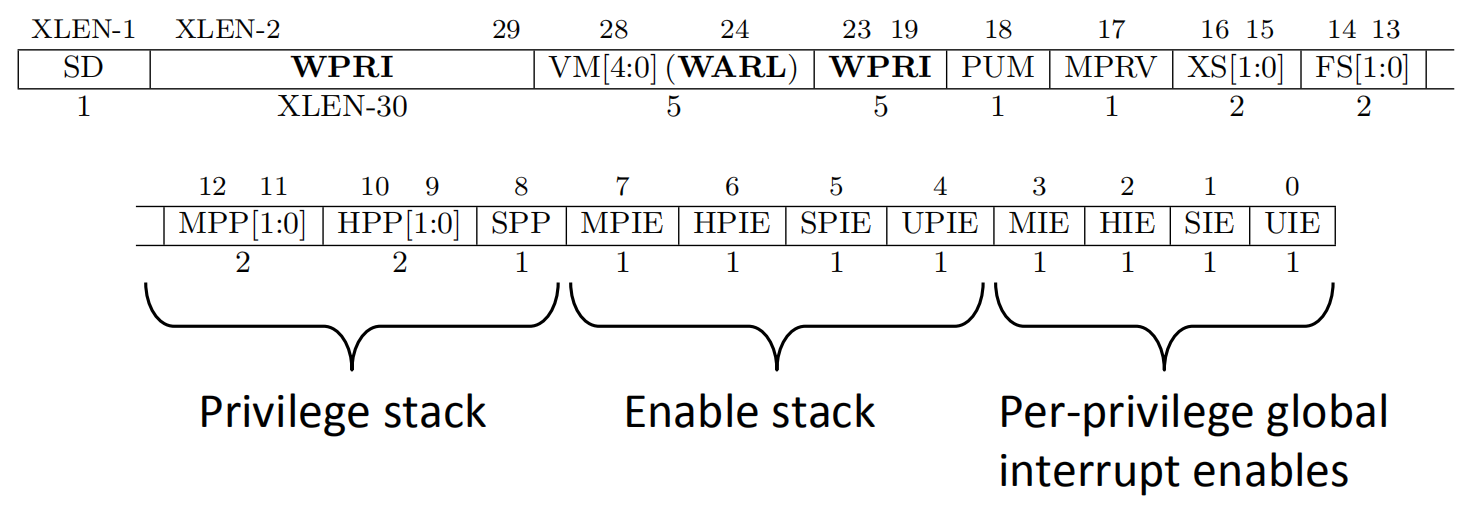 XLEN-1 XLEN-2 29 28 24 23 19 18 17 16 15 14 13
SD WPRI VM[4:0] (WARL) WPRI PUM MPRV XS[1:0] FS[1:0]
1 XLEN-30 5 5 1 1 2 2
12 11 10 9 8 7 6 5 4 3 2 1 0
MPP[1:0] HPP[1:0] SPP MPIE HPIE SPIE UPIE MIE HIE SIE UIE
2 2 1 1 1 1 1 1 1 1 1
Privilege stack Enable stack Per-privilege global
interrupt enables